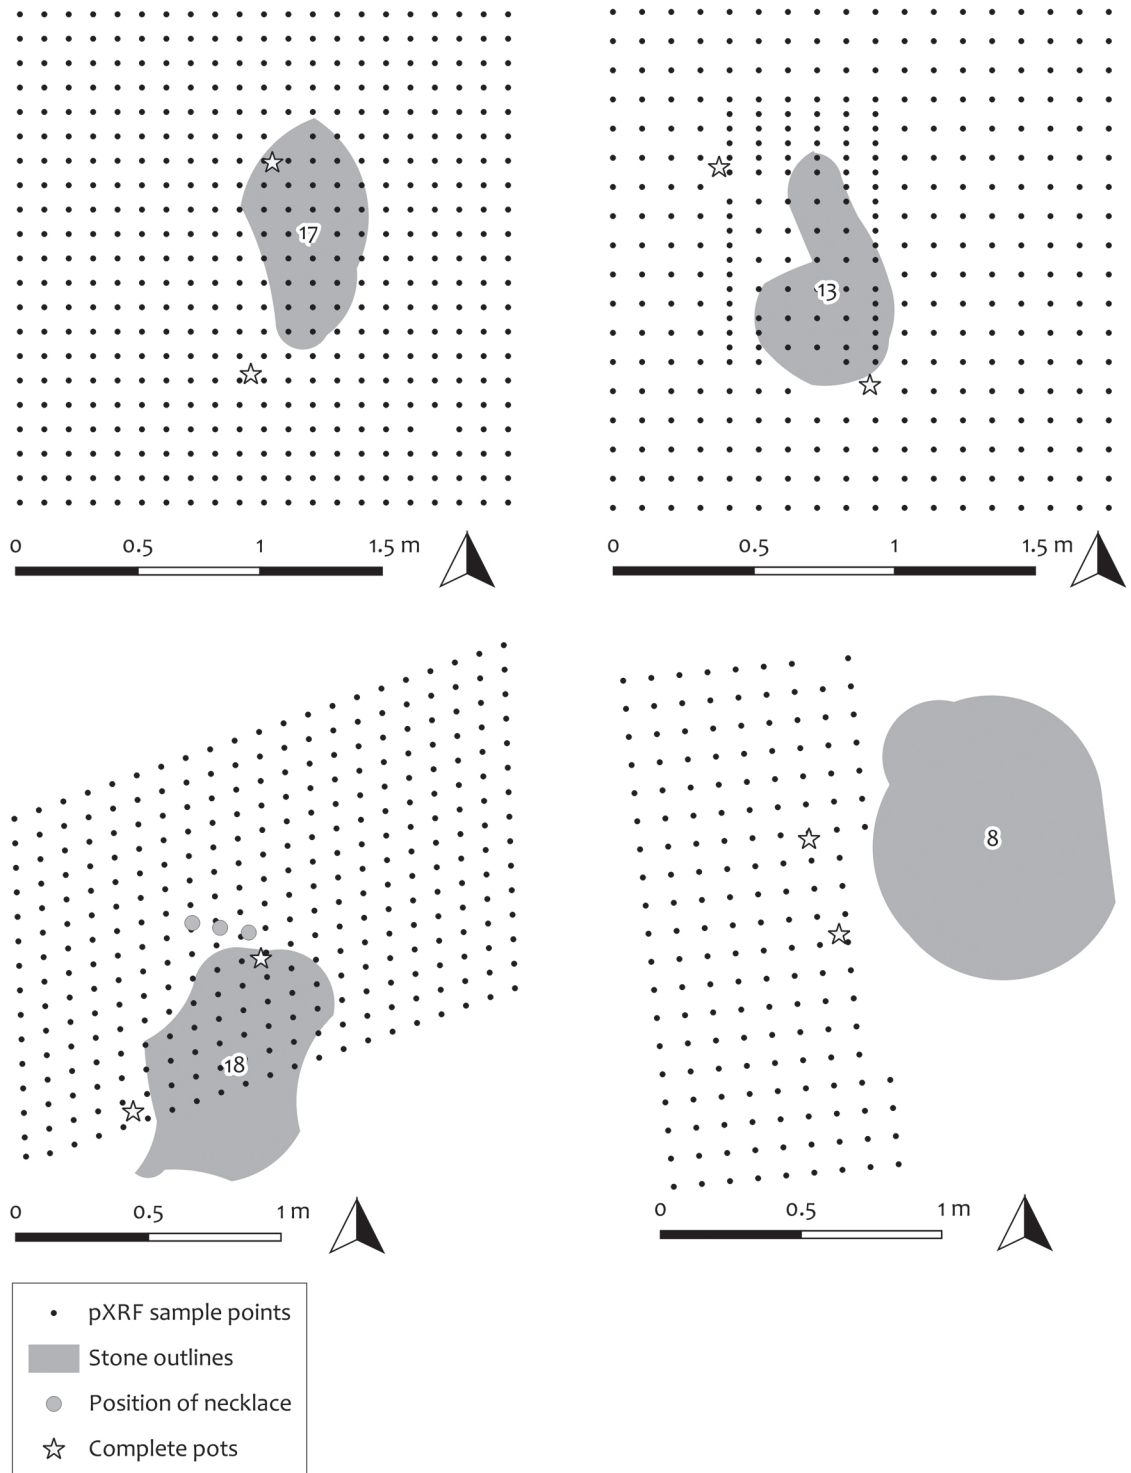 17
13
0 0.5 1 1.5 m
0 0.5 1 1.5 m
18
8
0 0.5 1 m
0 0.5 1 m
pXRF sample points
Stone outlines
Position of necklace
Complete pots